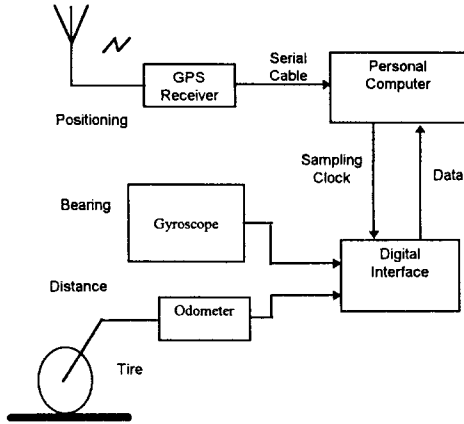 GPS
Receiver
Serial
Cable
Personal
Computer
Positioning
Sampling
Clock
Data
Bearing
Gyroscope
Digital
Interface
Distance
Odometer
Tire